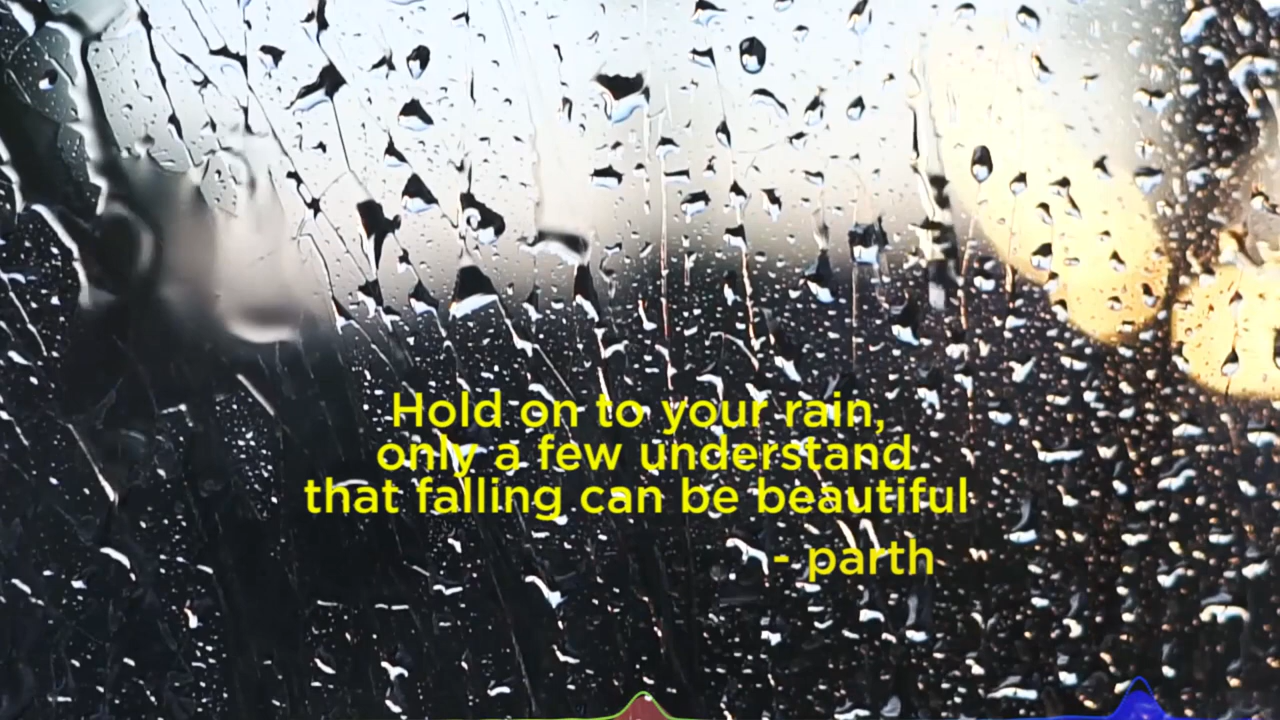 Hold on to your rain,
only a few understand
that falling can be beautiful
- parth